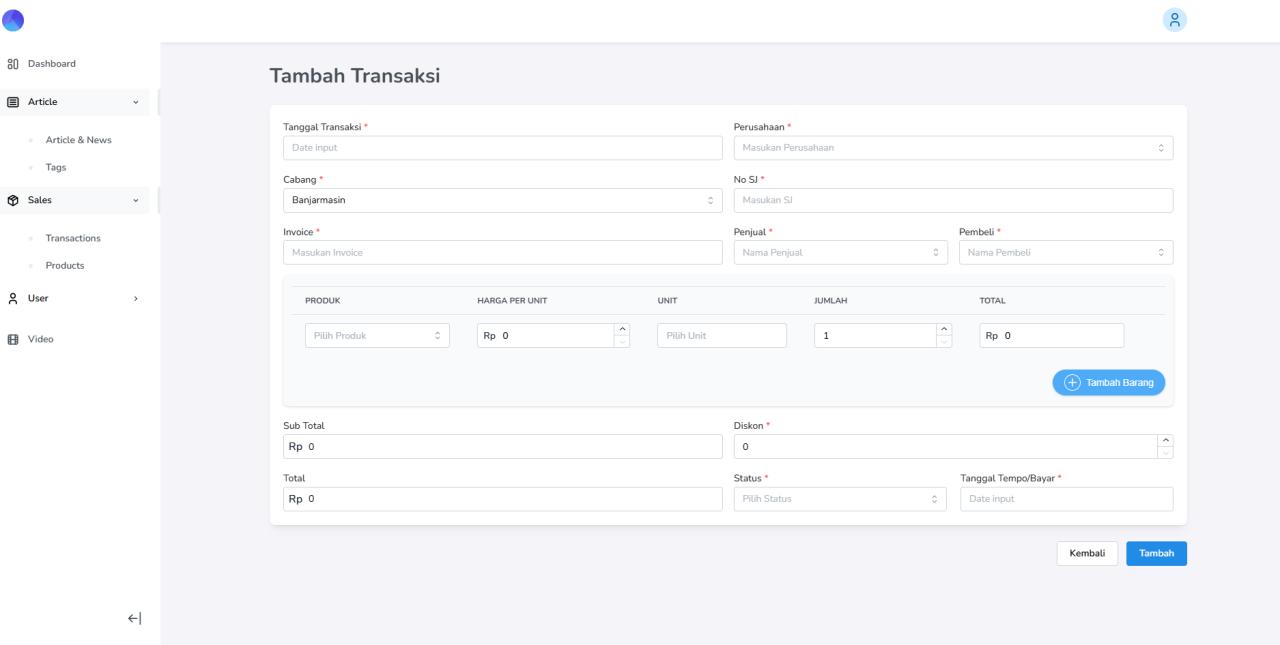 Dashboard
Article
Article & News
Tags
Sales
Transactions
Products
User
Video
Tambah Transaksi
Tanggal Transaksi * Perusahaan *
Date input Masukan Perusahaan
Cabang * No SJ *
Banjarmasin Masukan SJ
Invoice * Penjual * Pembeli *
Masukan Invoice Nama Penjual Nama Pembeli
PRODUK HARGA PER UNIT UNIT JUMLAH TOTAL
Pilih Produk Rp 0 Pilih Unit 1 Rp 0
Tambah Barang
Sub Total Diskon *
Rp 0 0
Total Status * Tanggal Tempo/Bayar *
Rp 0 Pilih Status Date input
Kembali Tambah